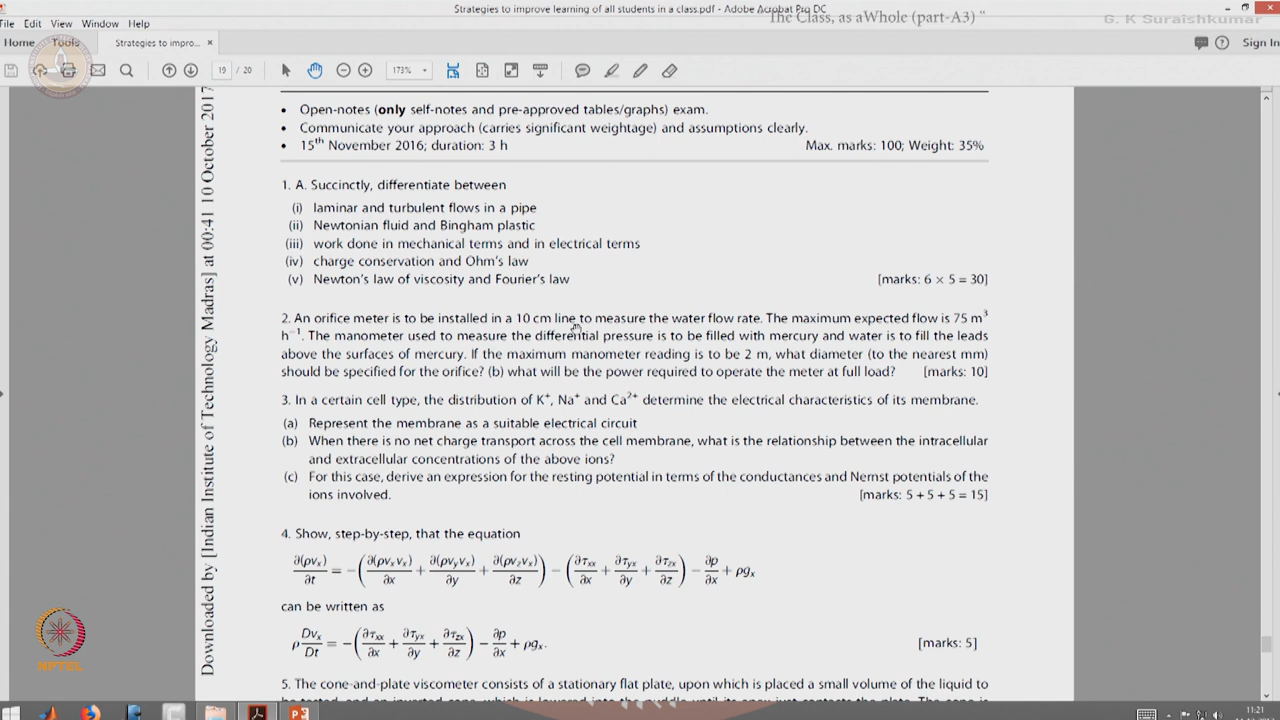 Strategies to improve learning of all students in a class.pdf - Adobe Acrobat Pro DC
The Class, as aWhole (part-A3) "
G. K Suraishkumar
File Edit View Window Help
Home Tools Strategies to impro... ×
Sign In
19 / 20
173%
Downloaded by [Indian Institute of Technology Madras] at 00:41 10 October 2017
• Open-notes (only self-notes and pre-approved tables/graphs) exam.
• Communicate your approach (carries significant weightage) and assumptions clearly.
• 15th November 2016; duration: 3 h Max. marks: 100; Weight: 35%
1. A. Succinctly, differentiate between
(i) laminar and turbulent flows in a pipe
(ii) Newtonian fluid and Bingham plastic
(iii) work done in mechanical terms and in electrical terms
(iv) charge conservation and Ohm's law
(v) Newton's law of viscosity and Fourier's law [marks: 6 × 5 = 30]
2. An orifice meter is to be installed in a 10 cm line to measure the water flow rate. The maximum expected flow is 75 m³
h⁻¹. The manometer used to measure the differential pressure is to be filled with mercury and water is to fill the leads
above the surfaces of mercury. If the maximum manometer reading is to be 2 m, what diameter (to the nearest mm)
should be specified for the orifice? (b) what will be the power required to operate the meter at full load? [marks: 10]
3. In a certain cell type, the distribution of K⁺, Na⁺ and Ca²⁺ determine the electrical characteristics of its membrane.
(a) Represent the membrane as a suitable electrical circuit
(b) When there is no net charge transport across the cell membrane, what is the relationship between the intracellular
and extracellular concentrations of the above ions?
(c) For this case, derive an expression for the resting potential in terms of the conductances and Nernst potentials of the
ions involved. [marks: 5 + 5 + 5 = 15]
4. Show, step-by-step, that the equation
∂(ρvₓ)/∂t = −(∂(ρvₓvₓ)/∂x + ∂(ρv_yvₓ)/∂y + ∂(ρv_zvₓ)/∂z) − (∂τₓₓ/∂x + ∂τ_yx/∂y + ∂τ_zx/∂z) − ∂p/∂x + ρgₓ
can be written as
ρ Dvₓ/Dt = −(∂τₓₓ/∂x + ∂τ_yx/∂y + ∂τ_zx/∂z) − ∂p/∂x + ρgₓ. [marks: 5]
5. The cone-and-plate viscometer consists of a stationary flat plate, upon which is placed a small volume of the liquid to
NPTEL
11:21